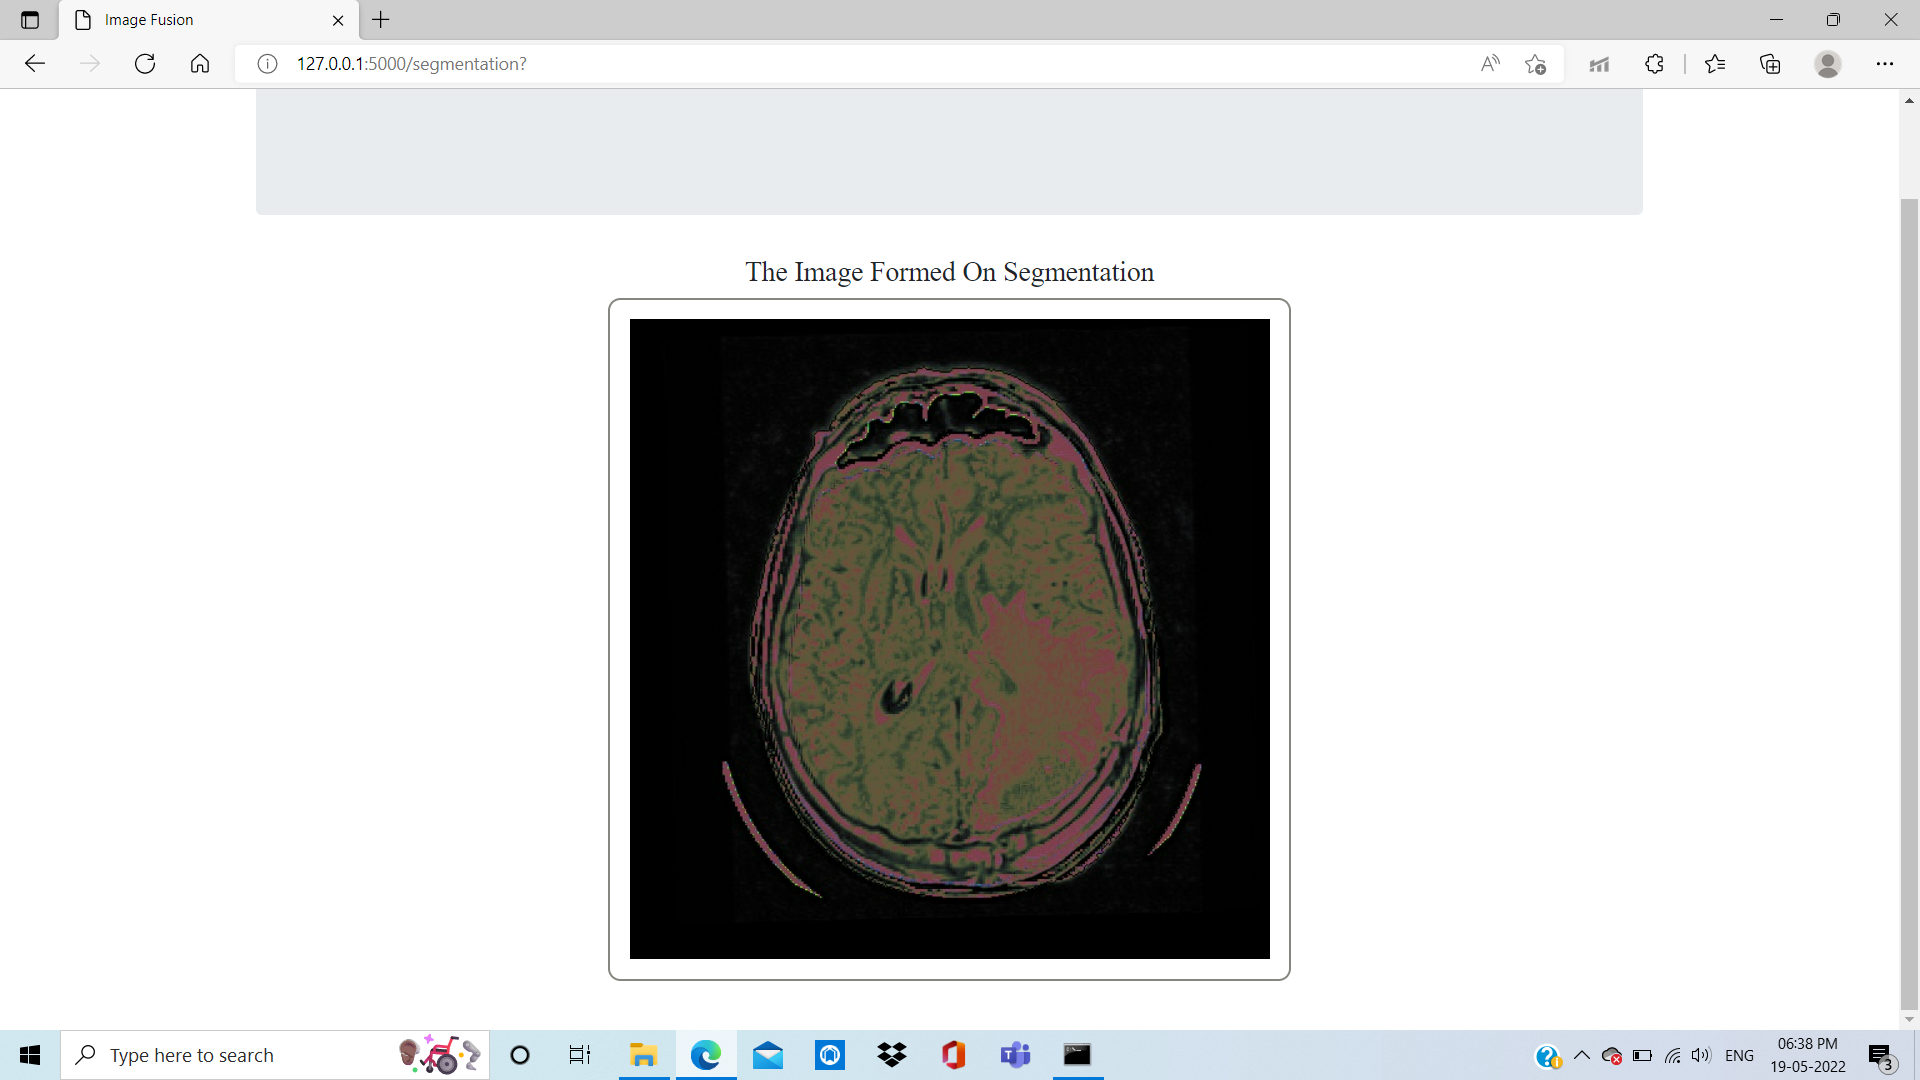 Image Fusion
127.0.0.1:5000/segmentation?
The Image Formed On Segmentation
Type here to search
ENG
06:38 PM
19-05-2022
3